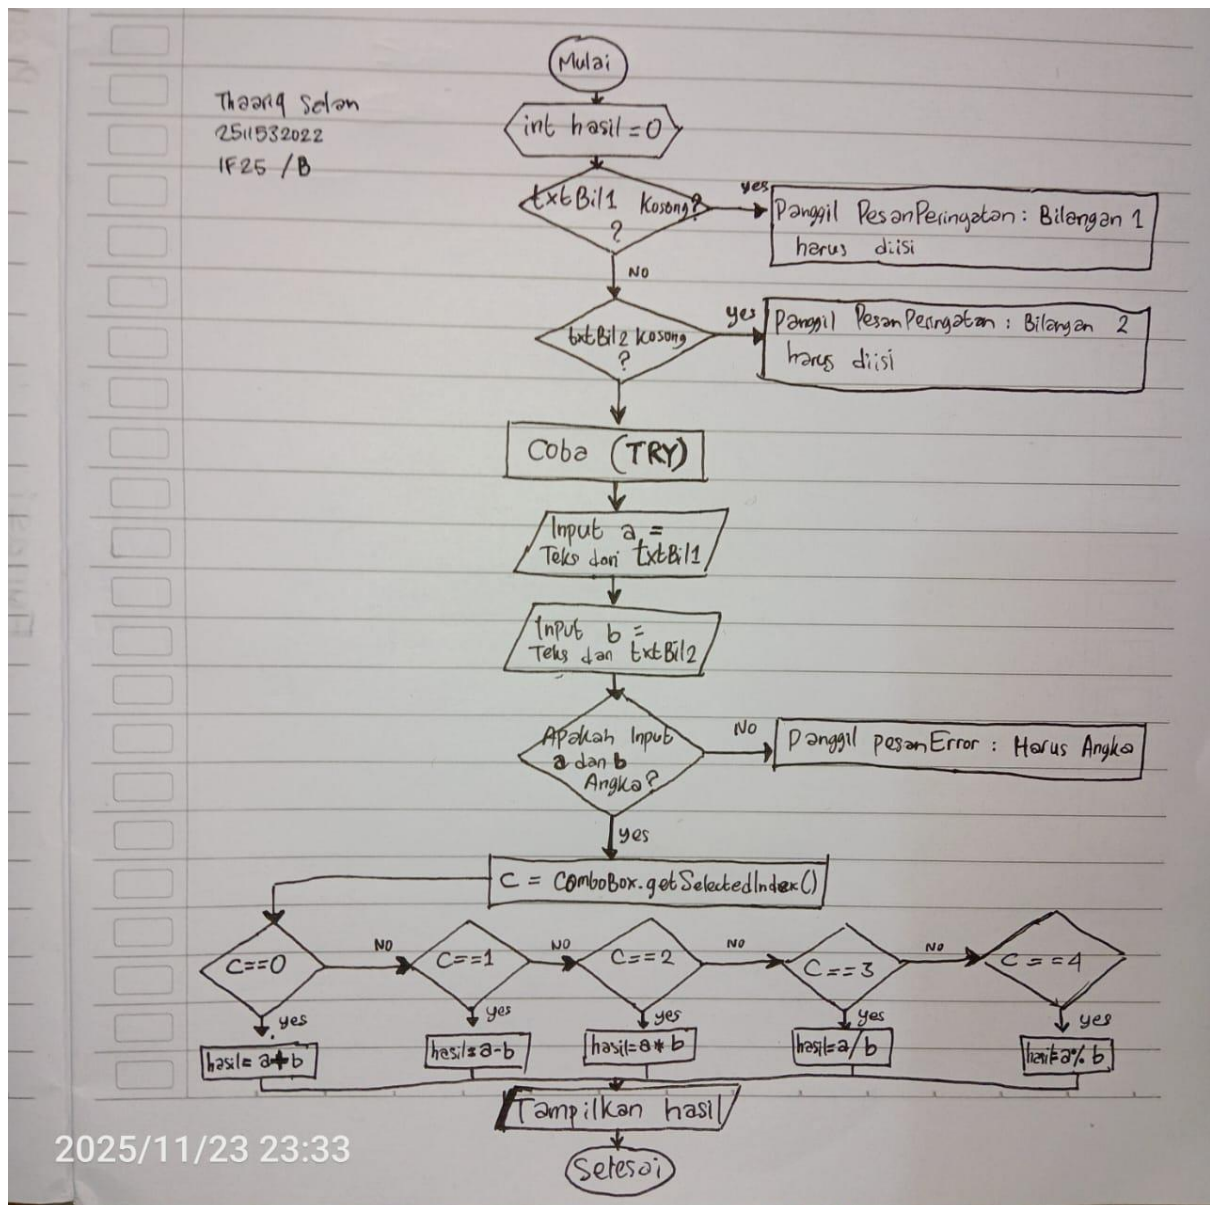 Mulai
Thaariq Selan
2511532022
IF25 /B
int hasil = 0
txtBil1 Kosong?
?
yes
Panggil PesanPeringatan : Bilangan 1
harus diisi
NO
txtBil2 Kosong
?
yes
Panggil PesanPeringatan : Bilangan 2
harus diisi
Coba (TRY)
Input a =
Teks dari txtBil1
Input b =
Teks dari txtBil2
Apakah Input
a dan b
Angka?
NO
Panggil pesanError : Harus Angka
yes
C = ComboBox.getSelectedIndex()
C==0
NO
C==1
NO
C==2
NO
C==3
NO
C==4
yes
yes
yes
yes
yes
hasil= a+b
hasil= a-b
hasil=a* b
hasil=a/b
hasil=a% b
Tampilkan hasil
Selesai
2025/11/23 23:33